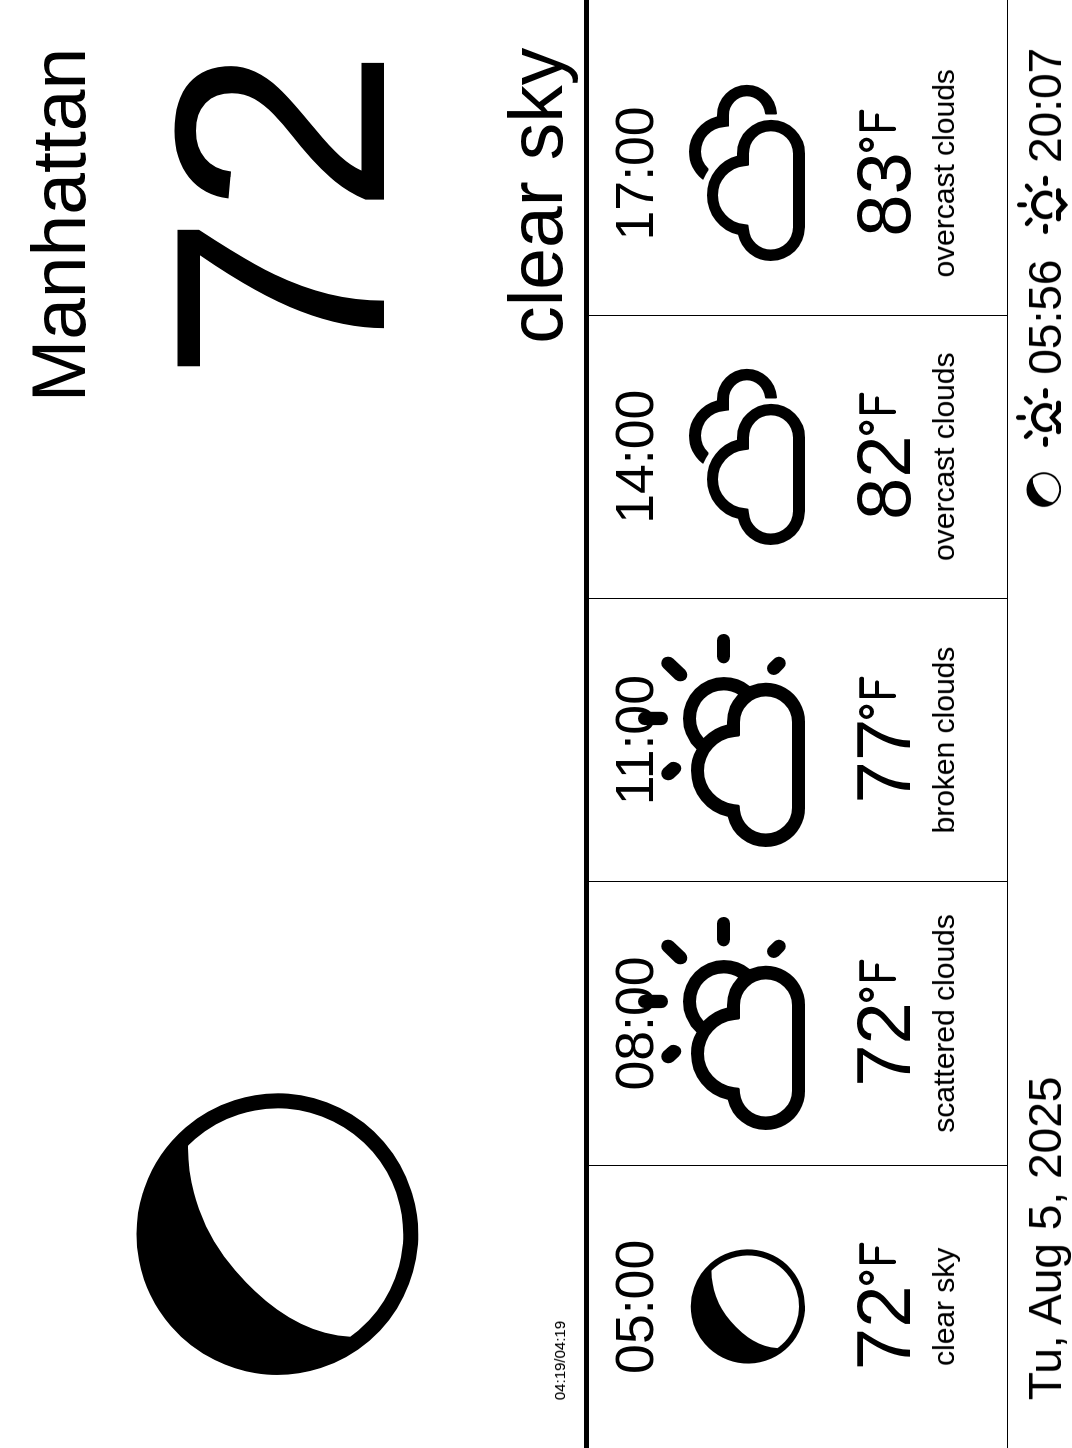 Manhattan
72
clear sky
04:19/04:19
05:00
72°F
clear sky
08:00
72°F
scattered clouds
11:00
77°F
broken clouds
14:00
82°F
overcast clouds
17:00
83°F
overcast clouds
Tu, Aug 5, 2025
05:56 20:07